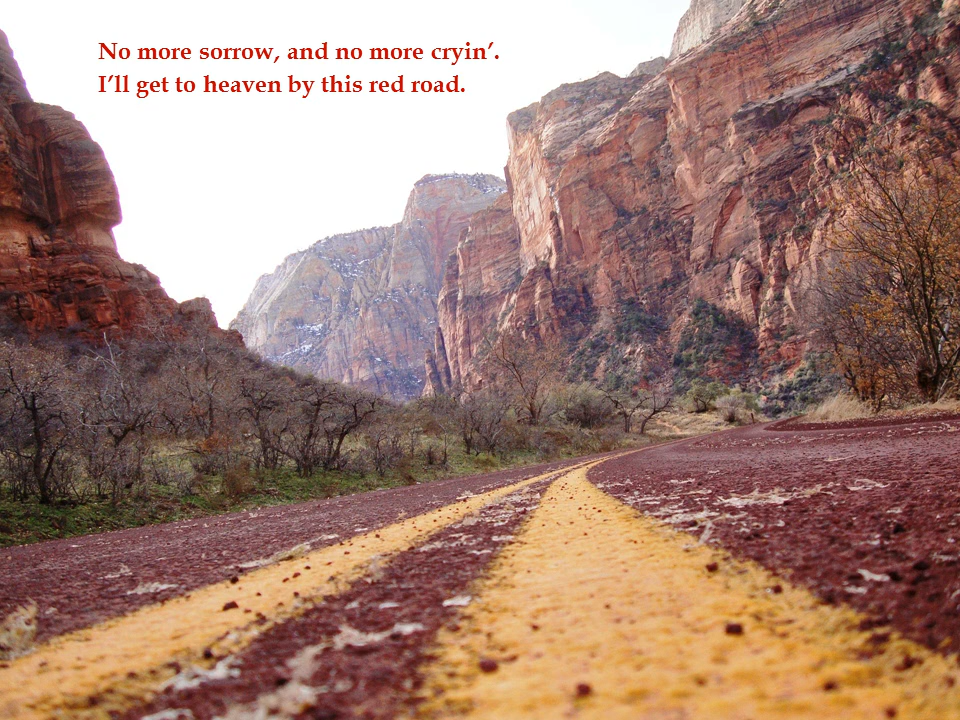 No more sorrow, and no more cryin’.
I’ll get to heaven by this red road.